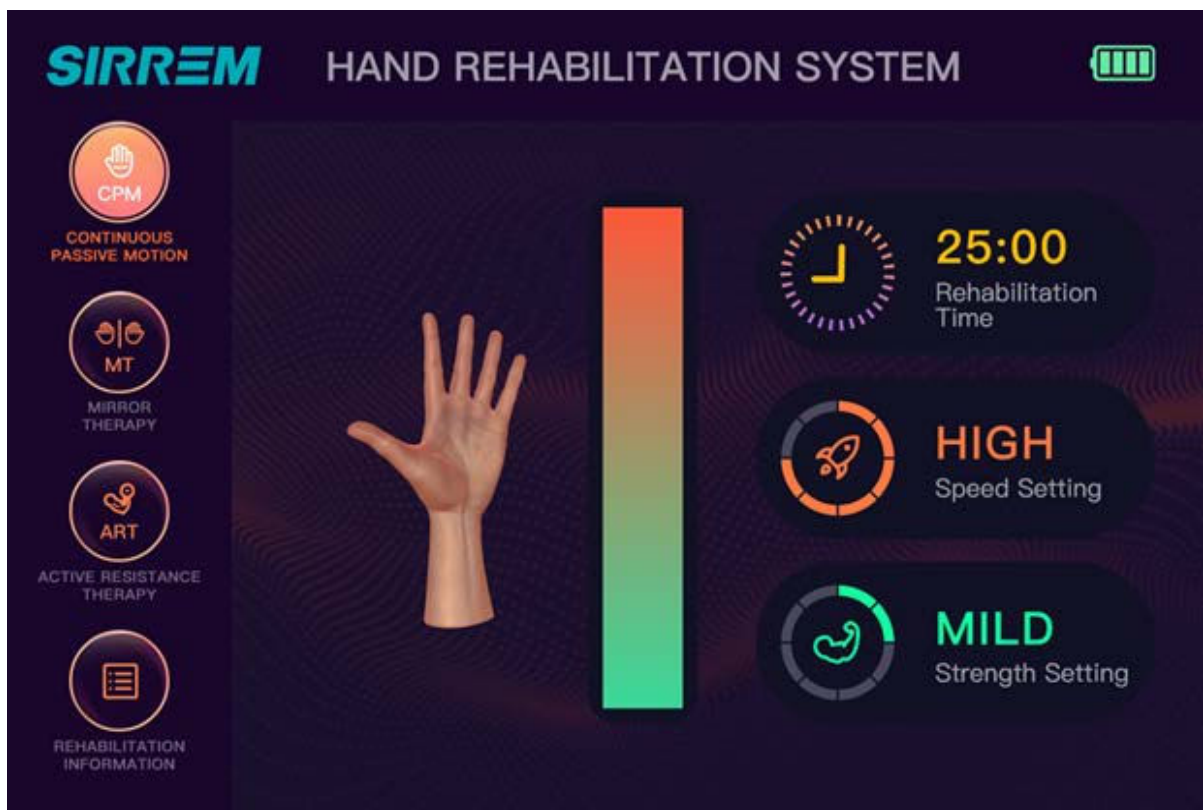 SIRREM
HAND REHABILITATION SYSTEM
CPM
CONTINUOUS
PASSIVE MOTION
MT
MIRROR
THERAPY
ART
ACTIVE RESISTANCE
THERAPY
REHABILITATION
INFORMATION
25:00
Rehabilitation
Time
HIGH
Speed Setting
MILD
Strength Setting